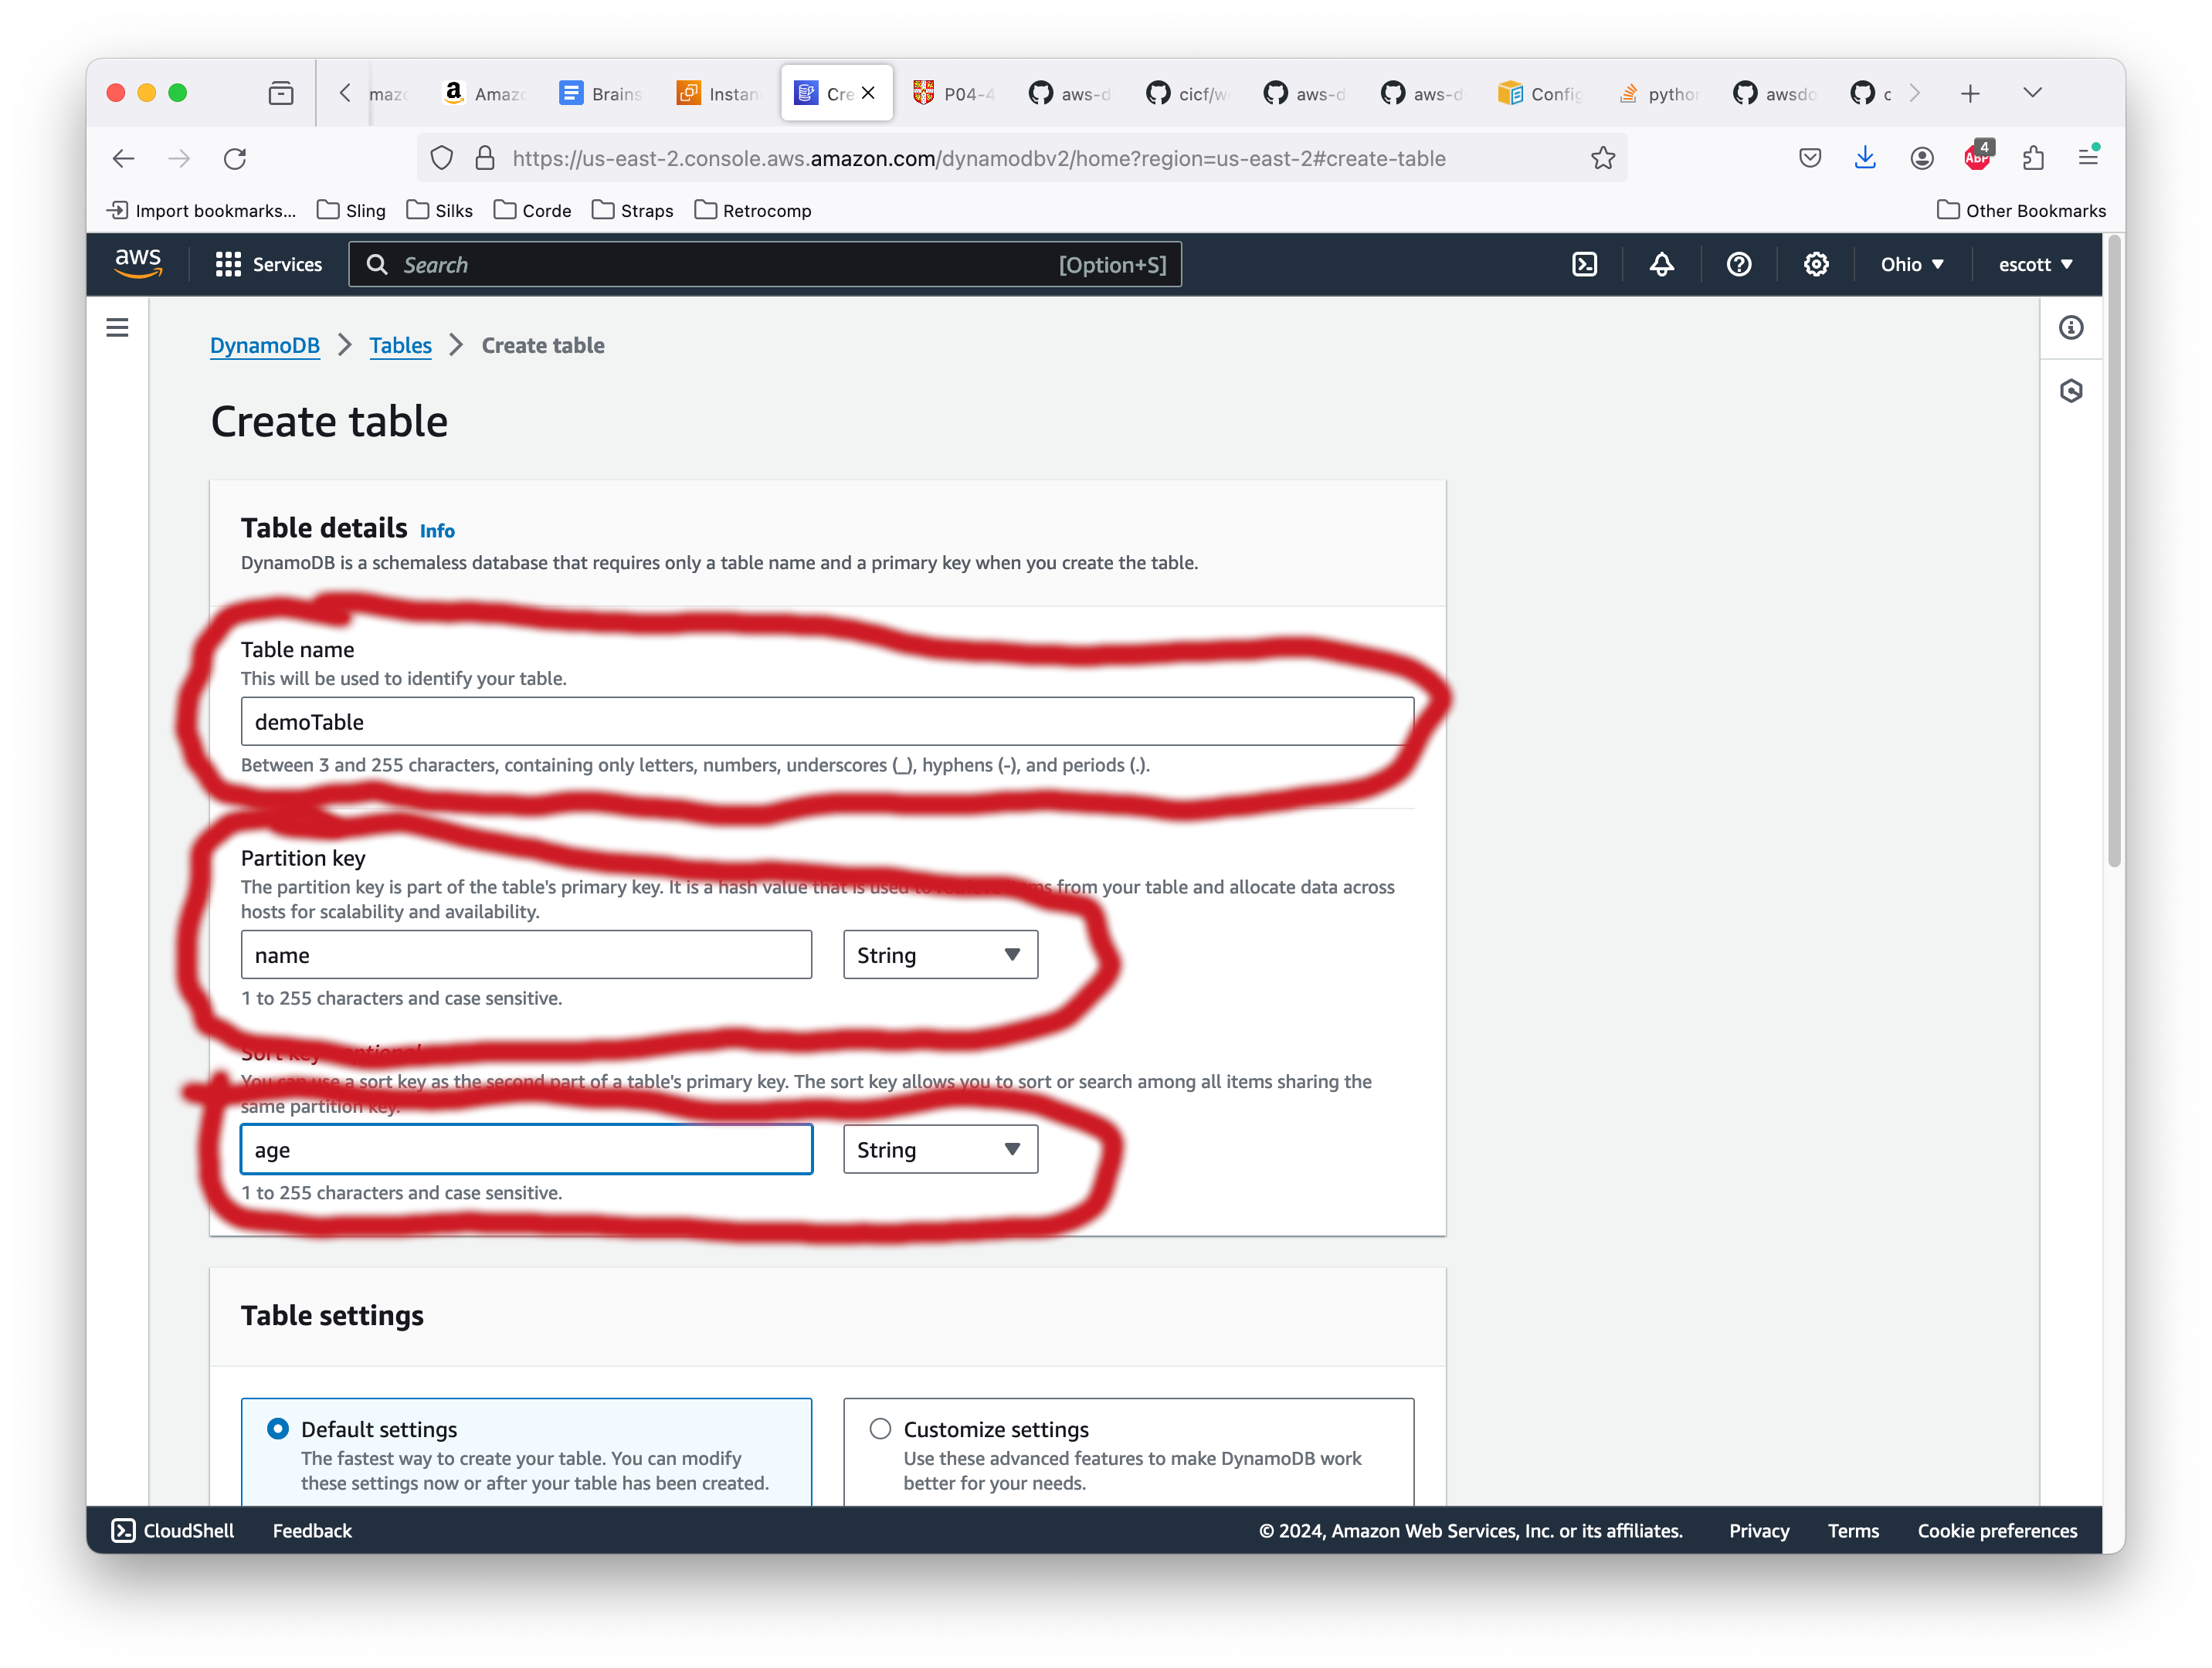 Amaz
Brains
Instan
Cre
P04-4
aws-d
cicf/w
aws-d
aws-d
Config
python
awsdo
c
https://us-east-2.console.aws.amazon.com/dynamodbv2/home?region=us-east-2#create-table
4
ABP
Import bookmarks...
Sling
Silks
Corde
Straps
Retrocomp
Other Bookmarks
aws
Services
Search
[Option+S]
Ohio
escott
DynamoDB
Tables
Create table
Create table
Table details Info
DynamoDB is a schemaless database that requires only a table name and a primary key when you create the table.
Table name
This will be used to identify your table.
demoTable
Between 3 and 255 characters, containing only letters, numbers, underscores (_), hyphens (-), and periods (.).
Partition key
The partition key is part of the table's primary key. It is a hash value that is used to retrieve items from your table and allocate data across
hosts for scalability and availability.
name
String
1 to 255 characters and case sensitive.
Sort key optional
You can use a sort key as the second part of a table's primary key. The sort key allows you to sort or search among all items sharing the
same partition key.
age
String
1 to 255 characters and case sensitive.
Table settings
Default settings
The fastest way to create your table. You can modify
these settings now or after your table has been created.
Customize settings
Use these advanced features to make DynamoDB work
better for your needs.
CloudShell
Feedback
© 2024, Amazon Web Services, Inc. or its affiliates.
Privacy
Terms
Cookie preferences